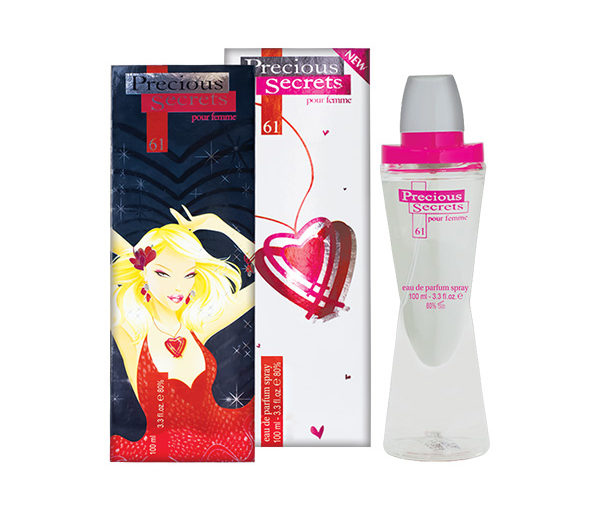 Precious
Secrets
pour femme
61
3.3 fl.oz. e 80%
100 ml
NEW
Precious
Secrets
pour femme
61
eau de parfum spray
100 ml - 3.3 fl.oz. e 80%
Precious
Secrets
pour femme
61
eau de parfum spray
100 ml - 3.3 fl.oz. e
80%